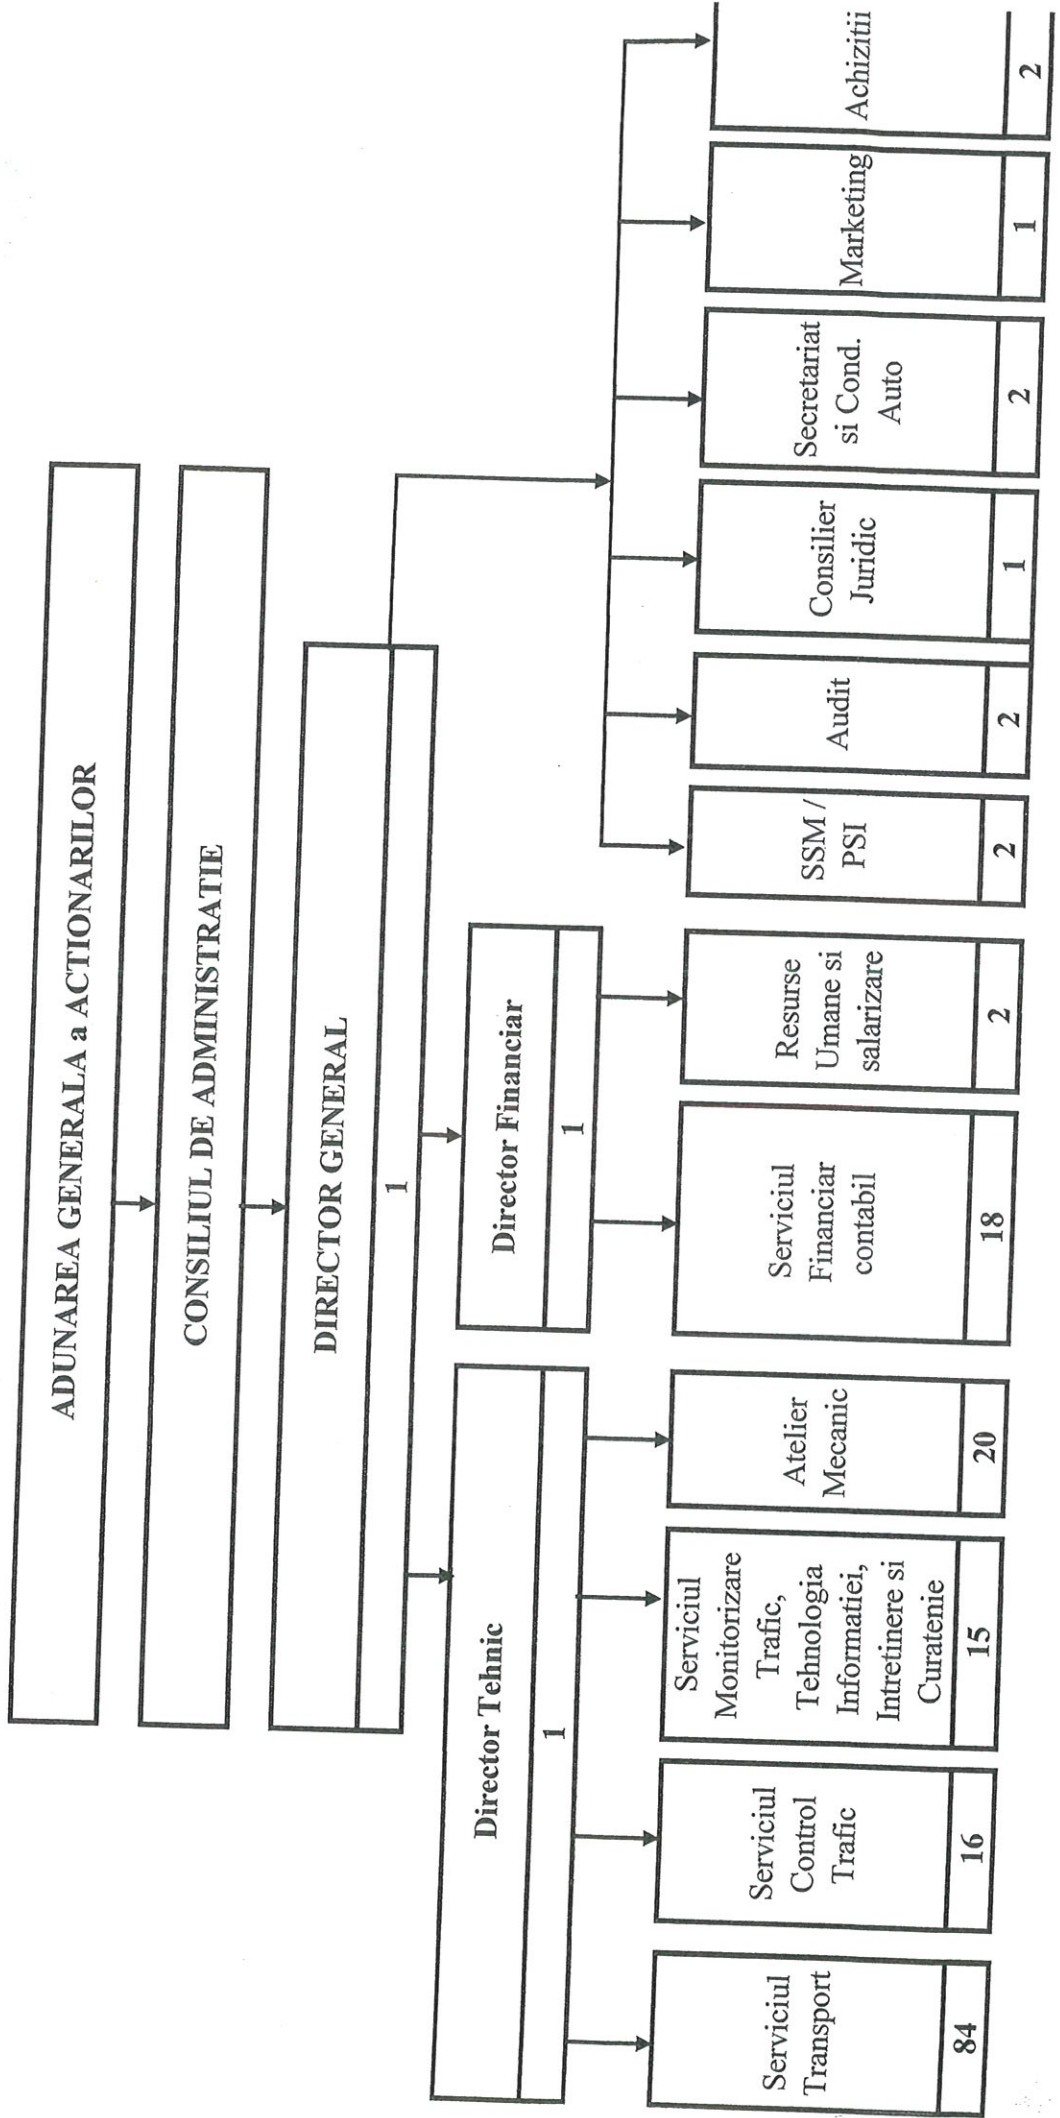 ADUNAREA GENERALA a ACTIONARILOR
CONSILIUL DE ADMINISTRATIE
DIRECTOR GENERAL
1
Director Tehnic
1
Director Financiar
1
Serviciul
Transport
84
Serviciul
Control
Trafic
16
Serviciul
Monitorizare
Trafic,
Tehnologia
Informatiei,
Intretinere si
Curatenie
15
Atelier
Mecanic
20
Serviciul
Financiar
contabil
18
Resurse
Umane si
salarizare
2
SSM /
PSI
2
Audit
2
Consilier
Juridic
1
Secretariat
si Cond.
Auto
2
Marketing
1
Achizitii
2